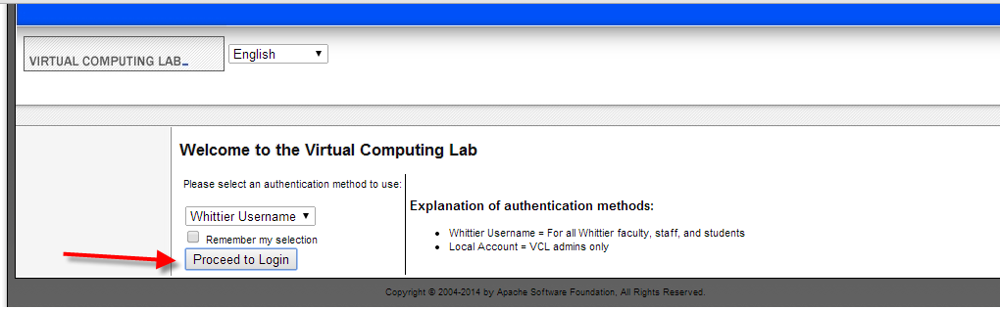 VIRTUAL COMPUTING LAB_
English
Welcome to the Virtual Computing Lab
Please select an authentication method to use:
Whittier Username
Remember my selection
Proceed to Login
Explanation of authentication methods:
Whittier Username = For all Whittier faculty, staff, and students
Local Account = VCL admins only
Copyright © 2004-2014 by Apache Software Foundation, All Rights Reserved.